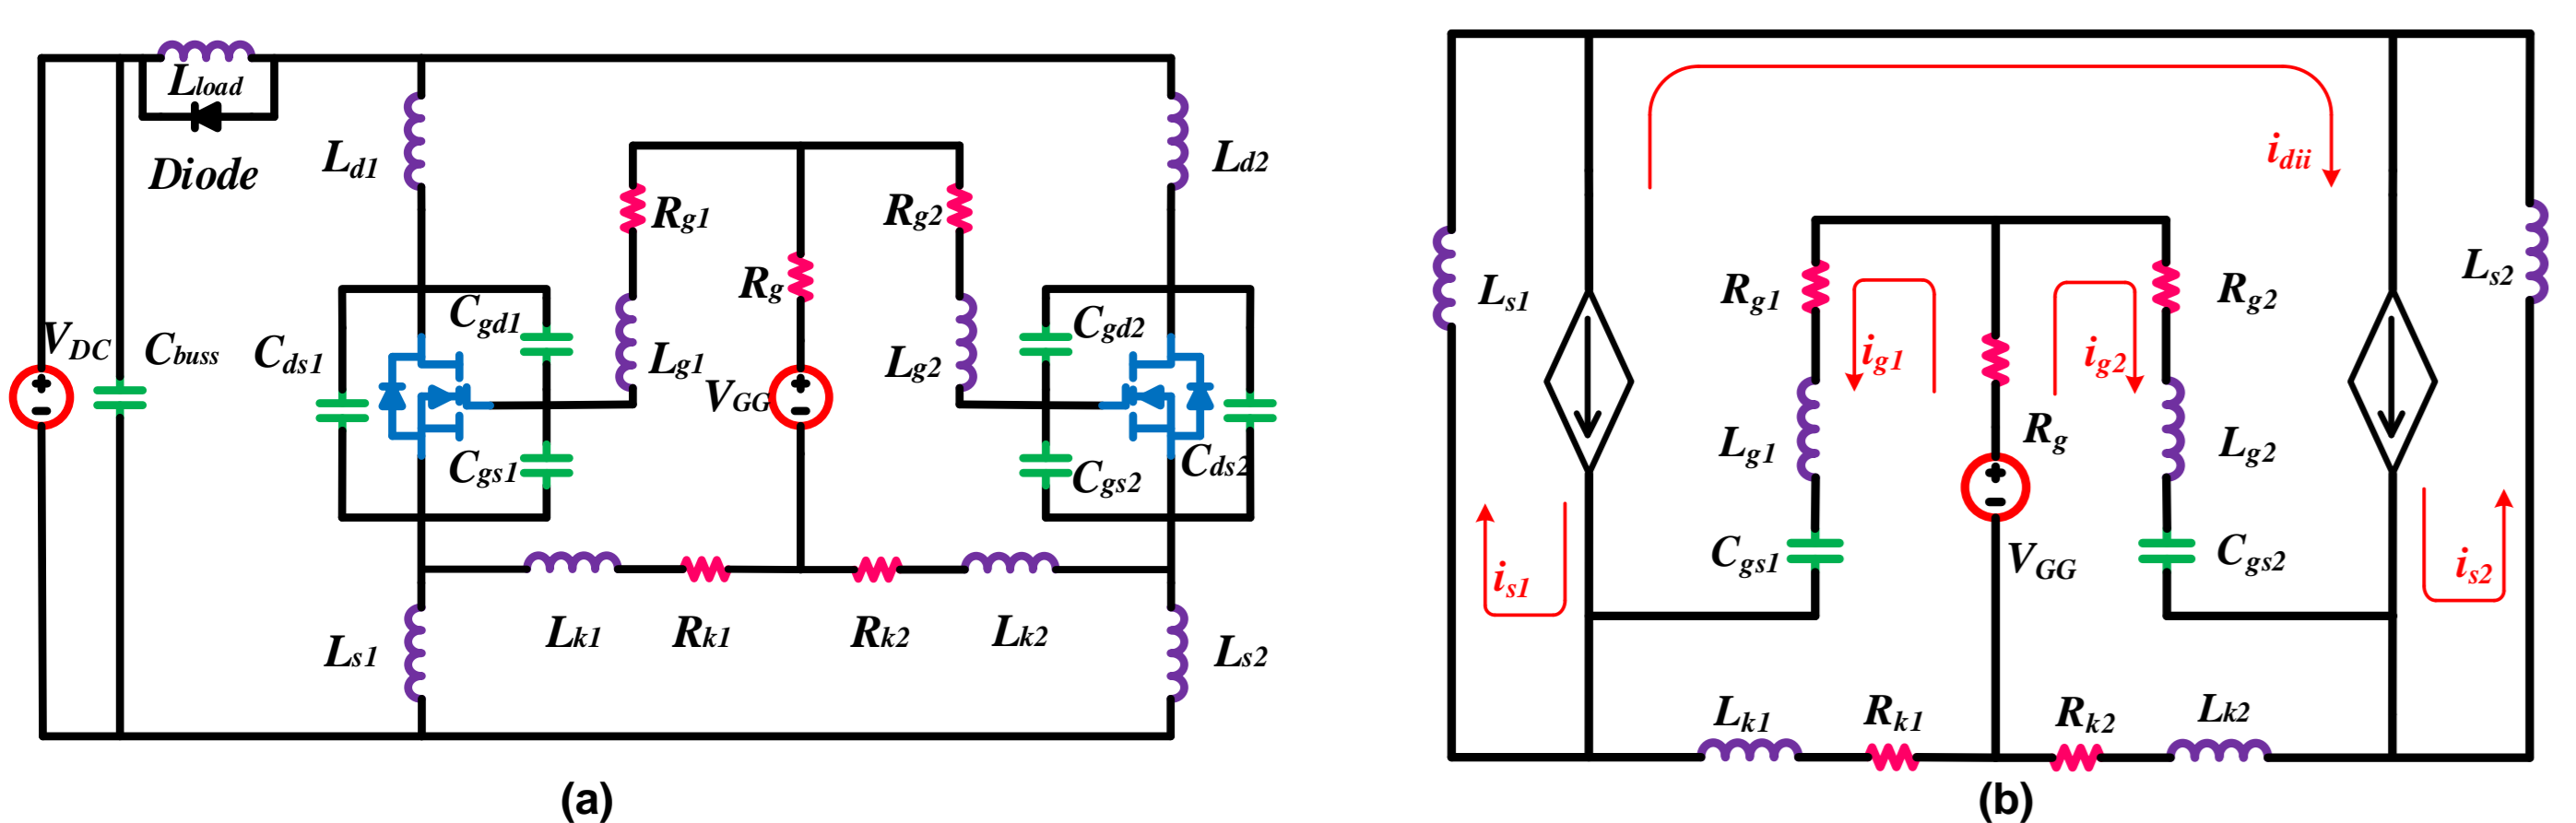 Lload
Diode
Ld1
Ld2
Rg1
Rg2
Rg
Cgd1
Cgd2
VDC
Cbuss
Cds1
Lg1
Lg2
VGG
Cgs1
Cgs2
Cds2
Lk1
Rk1
Rk2
Lk2
Ls1
Ls2
(a)
idii
Ls1
Ls2
Rg1
Rg2
ig1
ig2
Lg1
Rg
Lg2
Cgs1
VGG
Cgs2
is1
is2
Lk1
Rk1
Rk2
Lk2
(b)